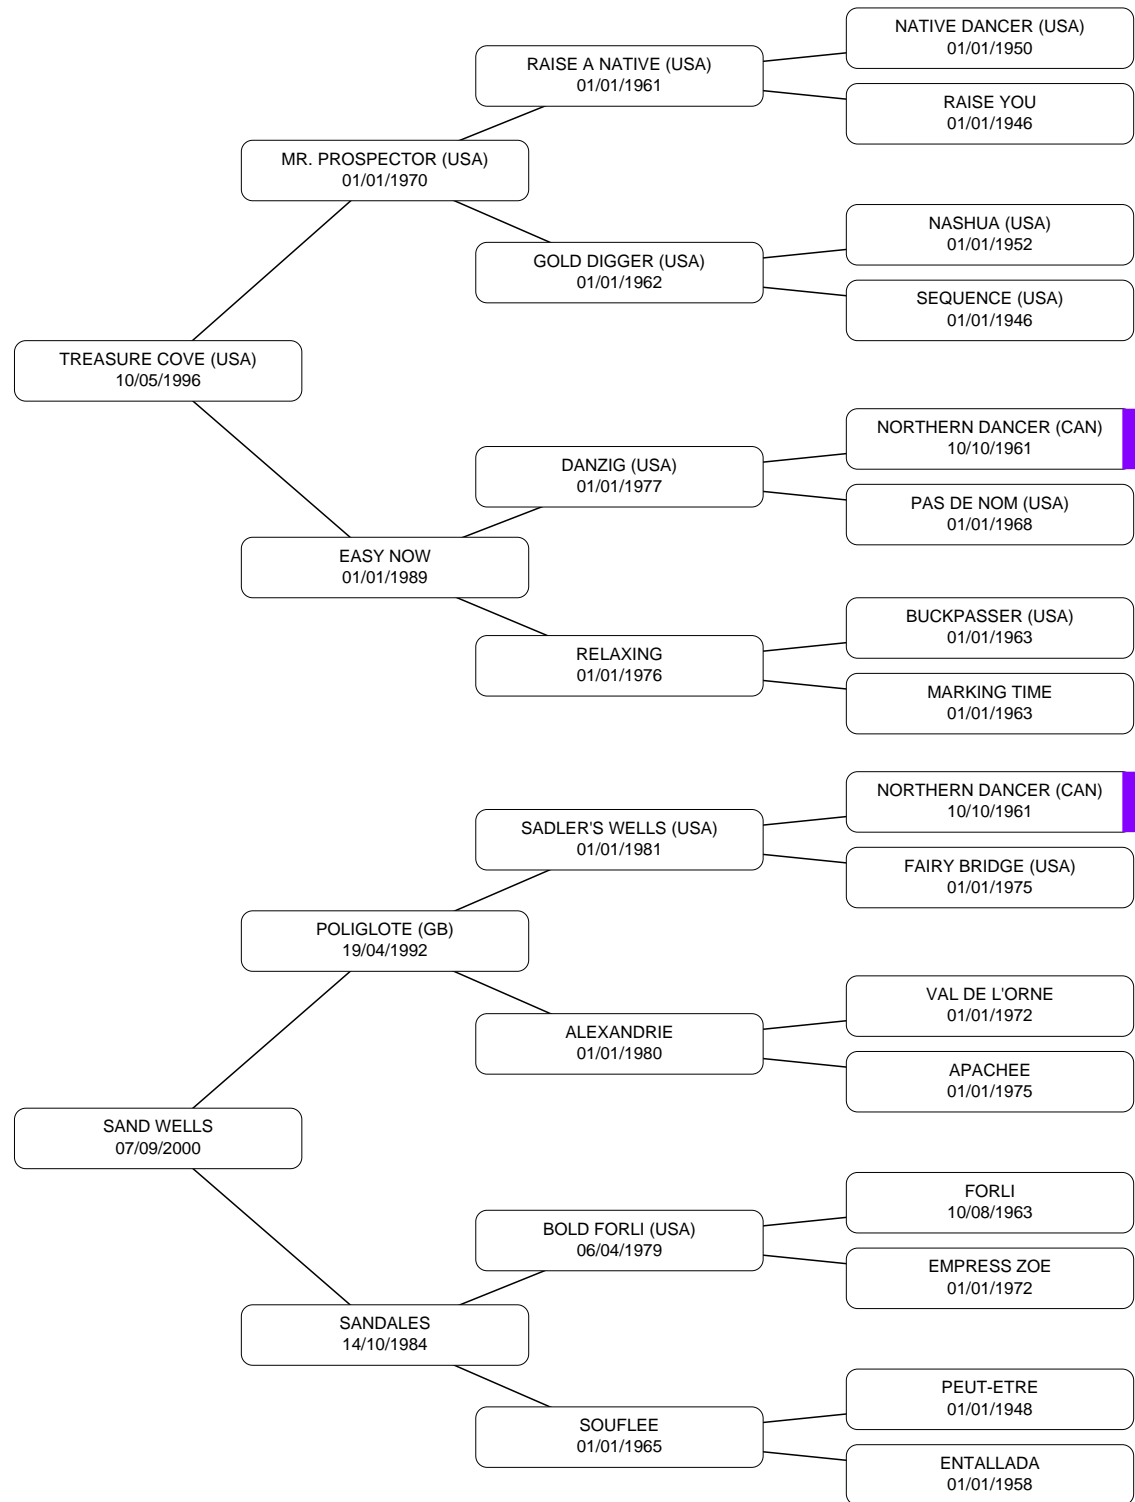 NATIVE DANCER (USA)
01/01/1950
RAISE A NATIVE (USA)
01/01/1961
RAISE YOU
01/01/1946
MR. PROSPECTOR (USA)
01/01/1970
NASHUA (USA)
01/01/1952
GOLD DIGGER (USA)
01/01/1962
SEQUENCE (USA)
01/01/1946
TREASURE COVE (USA)
10/05/1996
NORTHERN DANCER (CAN)
10/10/1961
DANZIG (USA)
01/01/1977
PAS DE NOM (USA)
01/01/1968
EASY NOW
01/01/1989
BUCKPASSER (USA)
01/01/1963
RELAXING
01/01/1976
MARKING TIME
01/01/1963
NORTHERN DANCER (CAN)
10/10/1961
SADLER'S WELLS (USA)
01/01/1981
FAIRY BRIDGE (USA)
01/01/1975
POLIGLOTE (GB)
19/04/1992
VAL DE L'ORNE
01/01/1972
ALEXANDRIE
01/01/1980
APACHEE
01/01/1975
SAND WELLS
07/09/2000
FORLI
10/08/1963
BOLD FORLI (USA)
06/04/1979
EMPRESS ZOE
01/01/1972
SANDALES
14/10/1984
PEUT-ETRE
01/01/1948
SOUFLEE
01/01/1965
ENTALLADA
01/01/1958